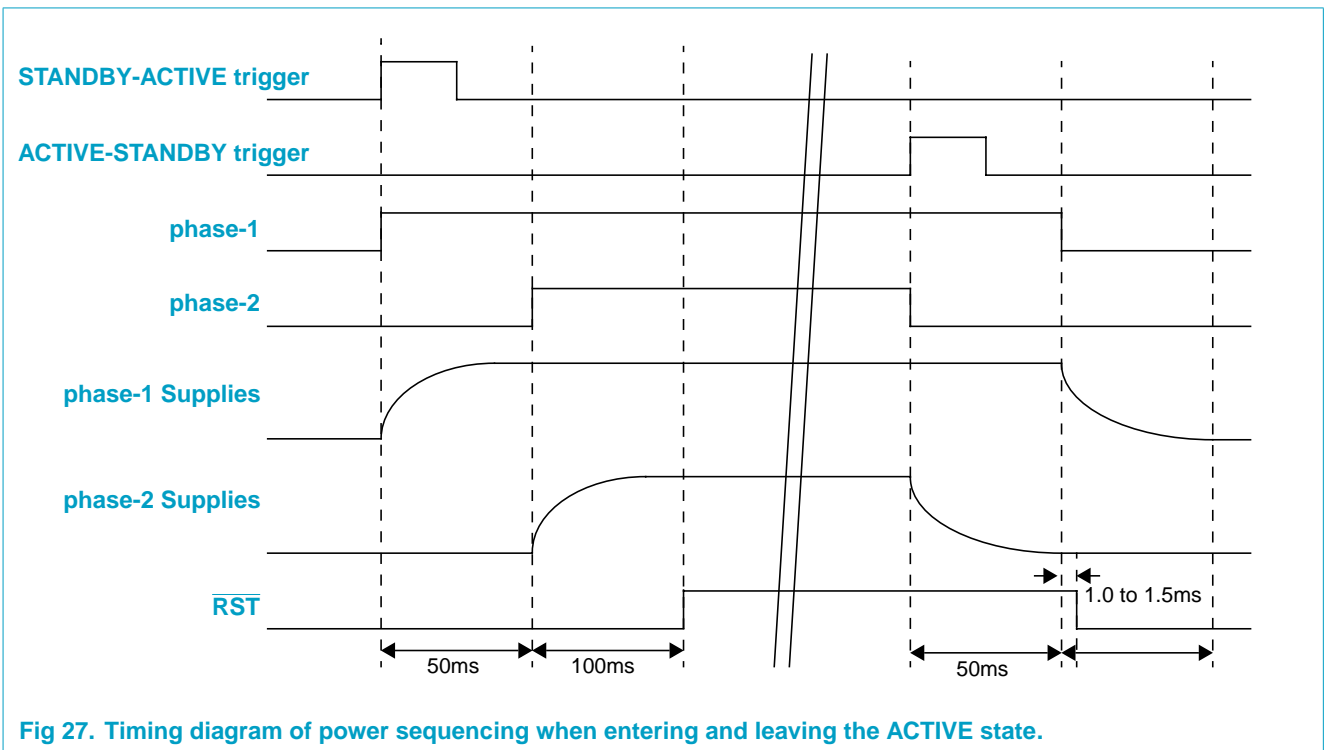 STANDBY-ACTIVE trigger
ACTIVE-STANDBY trigger
phase-1
phase-2
phase-1 Supplies
phase-2 Supplies
RST
1.0 to 1.5ms
50ms
100ms
50ms
Fig 27. Timing diagram of power sequencing when entering and leaving the ACTIVE state.